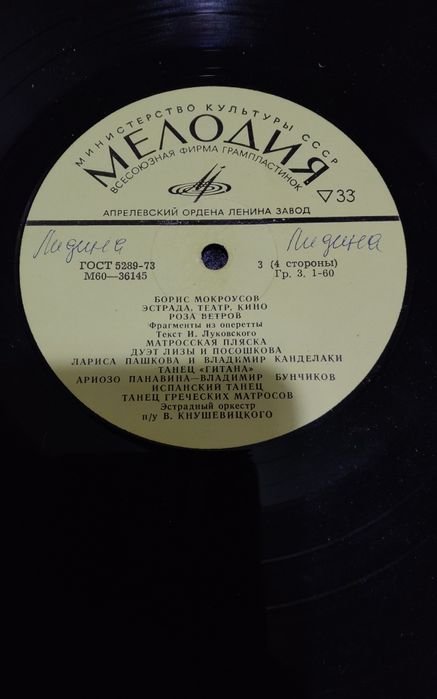 МИНИСТЕРСТВО КУЛЬТУРЫ СССР
МЕЛОДИЯ
ВСЕСОЮЗНАЯ ФИРМА ГРАМПЛАСТИНОК
▽33
АПРЕЛЕВСКИЙ ОРДЕНА ЛЕНИНА ЗАВОД
Лидина Лидина
ГОСТ 5289-73 3 (4 стороны)
М60—36145 Гр. 3. 1-60
БОРИС МОКРОУСОВ
ЭСТРАДА, ТЕАТР, КИНО
РОЗА ВЕТРОВ
Фрагменты из оперетты
Текст И. Луковского
МАТРОССКАЯ ПЛЯСКА
ДУЭТ ЛИЗЫ И ПОСОШКОВА
ЛАРИСА ПАШКОВА И ВЛАДИМИР КАНДЕЛАКИ
ТАНЕЦ «ГИТАНА»
АРИОЗО ПАНАВИНА—ВЛАДИМИР БУНЧИКОВ
ИСПАНСКИЙ ТАНЕЦ
ТАНЕЦ ГРЕЧЕСКИХ МАТРОСОВ
Эстрадный оркестр
п/у В. КНУШЕВИЦКОГО